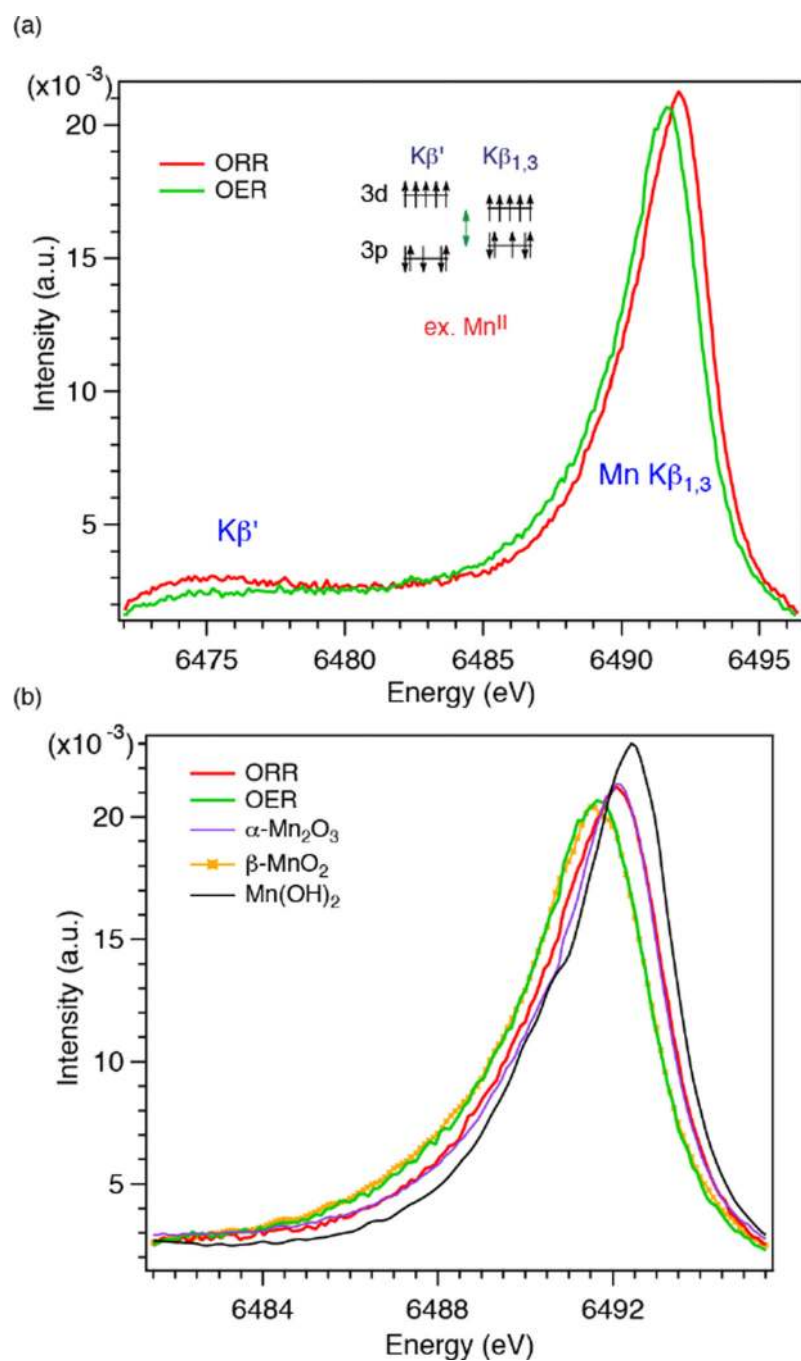 (a)
(x10⁻³)
20
15
10
5
Intensity (a.u.)
ORR
OER
Kβ' Kβ1,3
3d
3p
ex. Mnᴵᴵ
Kβ'
Mn Kβ1,3
6475 6480 6485 6490 6495
Energy (eV)
(b)
(x10⁻³)
20
15
10
5
Intensity (a.u.)
ORR
OER
α-Mn₂O₃
β-MnO₂
Mn(OH)₂
6484 6488 6492
Energy (eV)